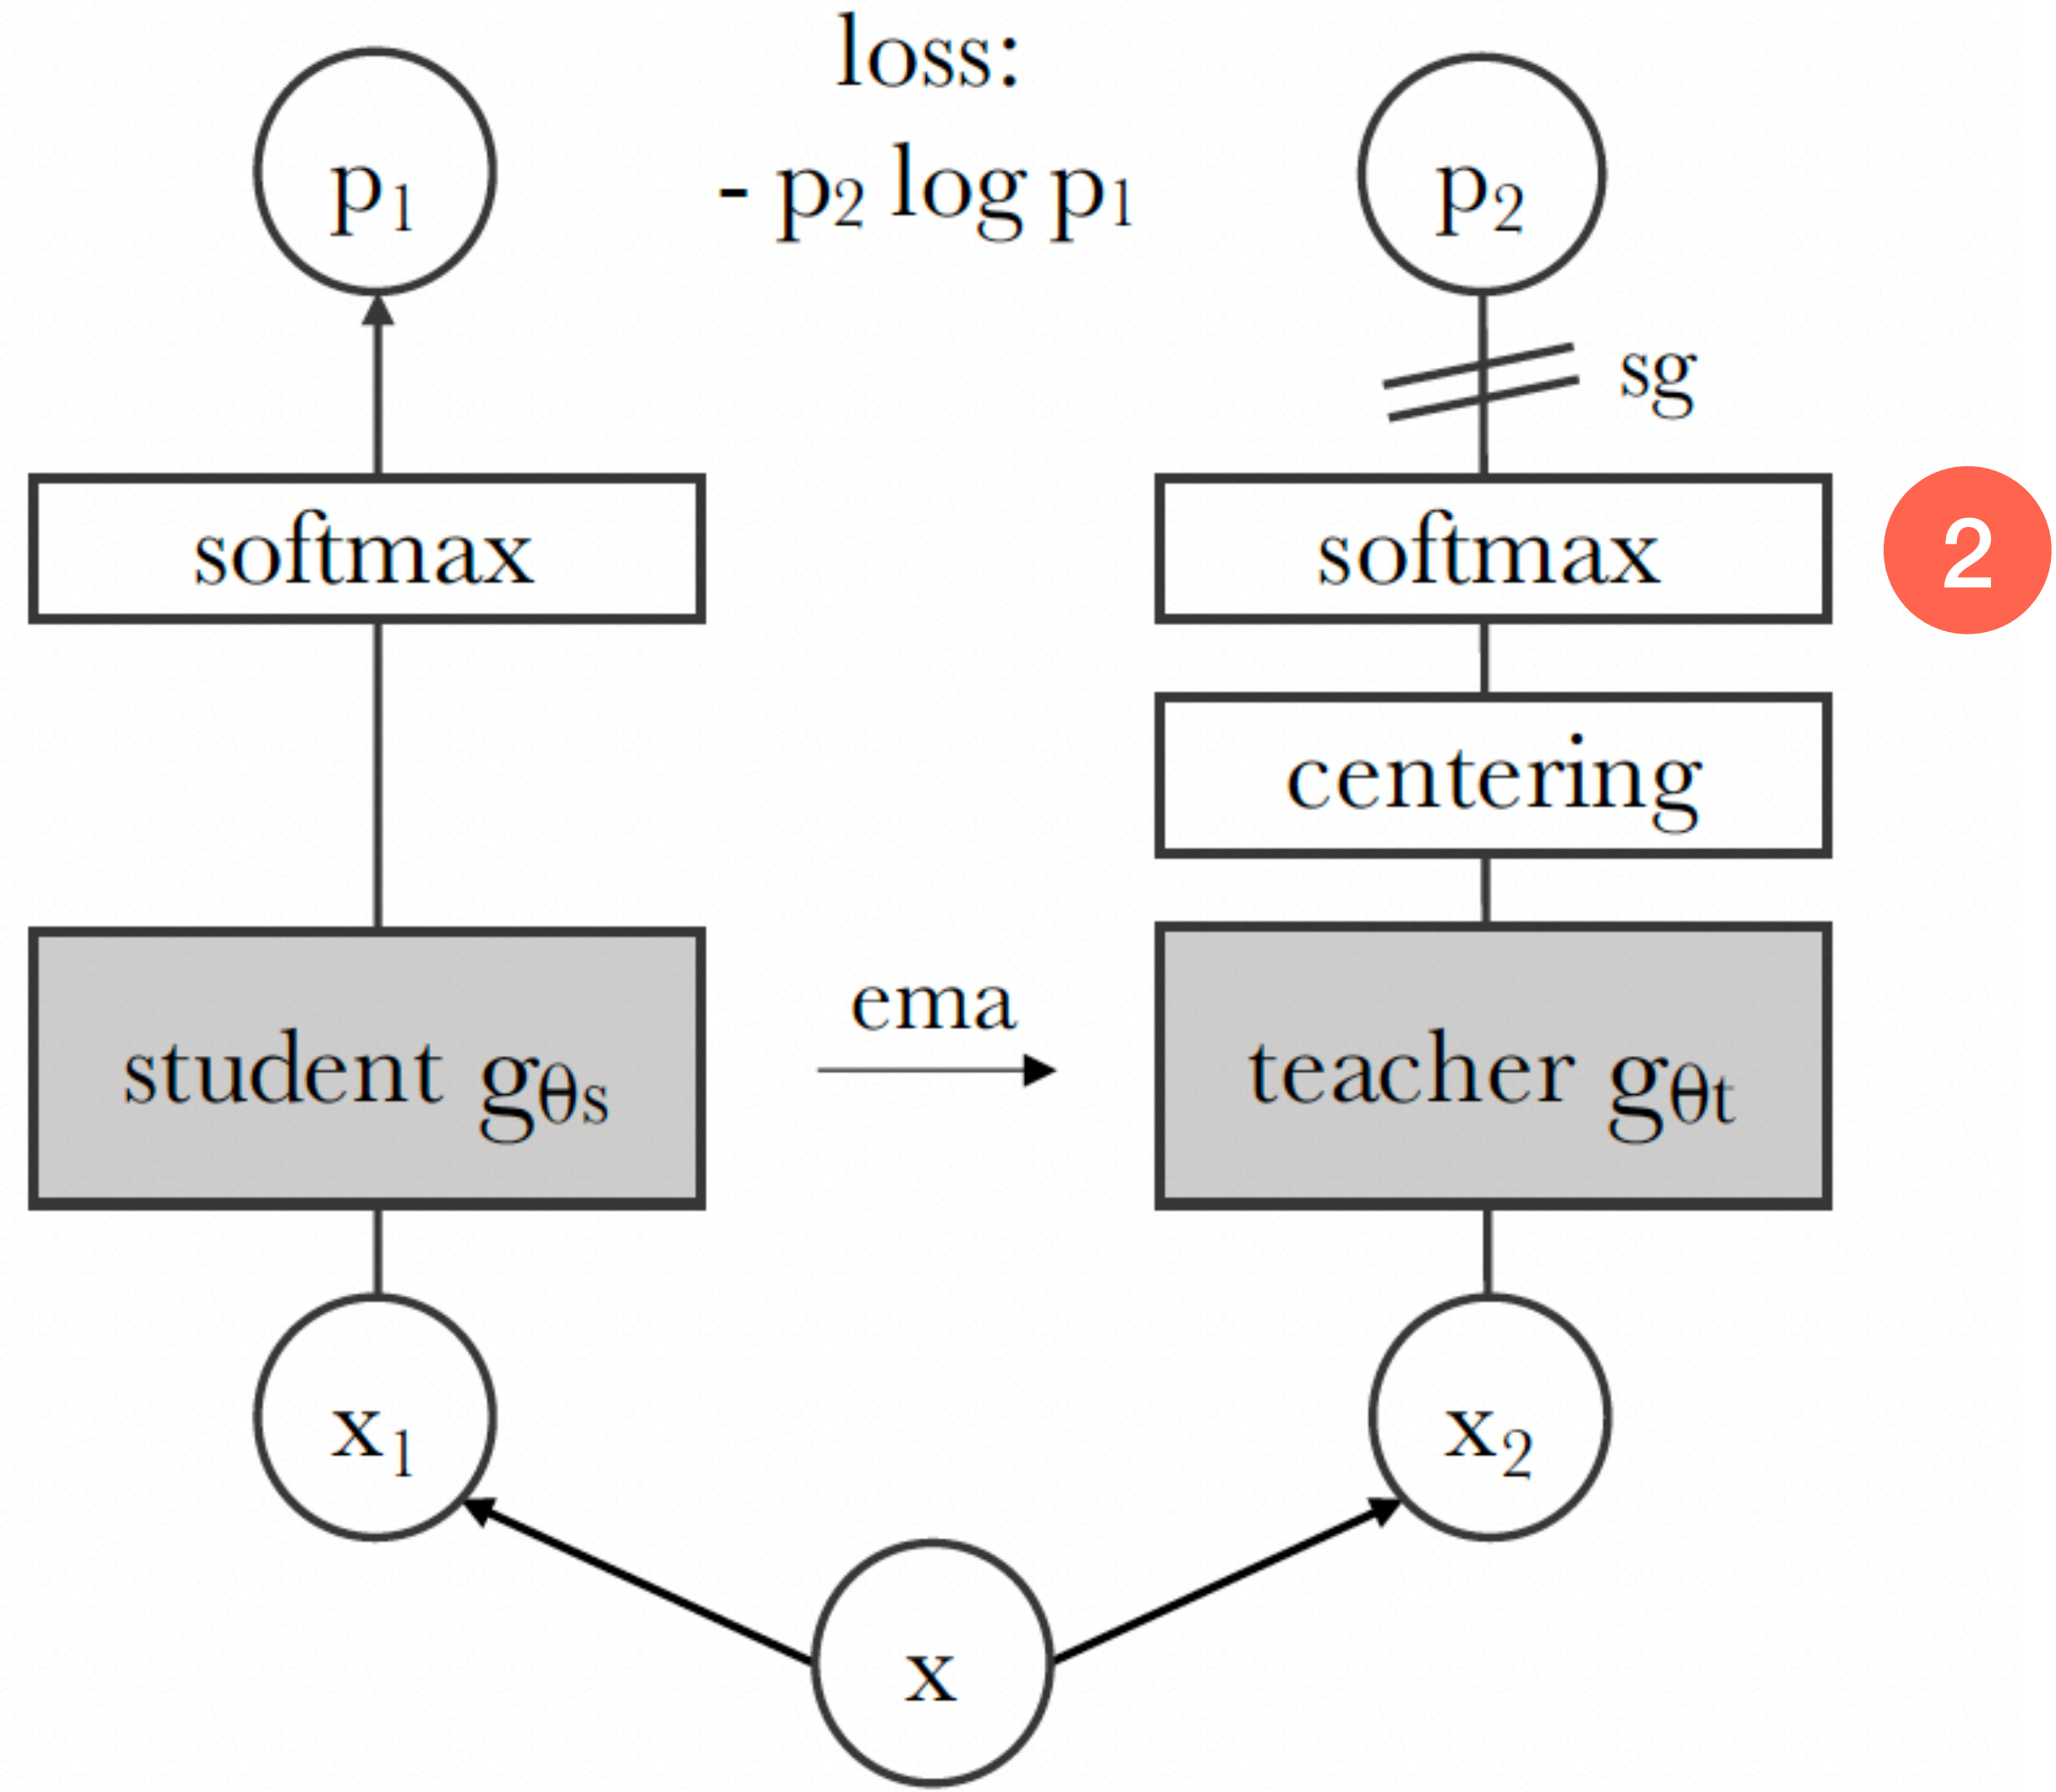 loss:
- p₂ log p₁
p₁
p₂
sg
softmax
softmax
2
centering
ema
student gθs
teacher gθt
x₁
x₂
x